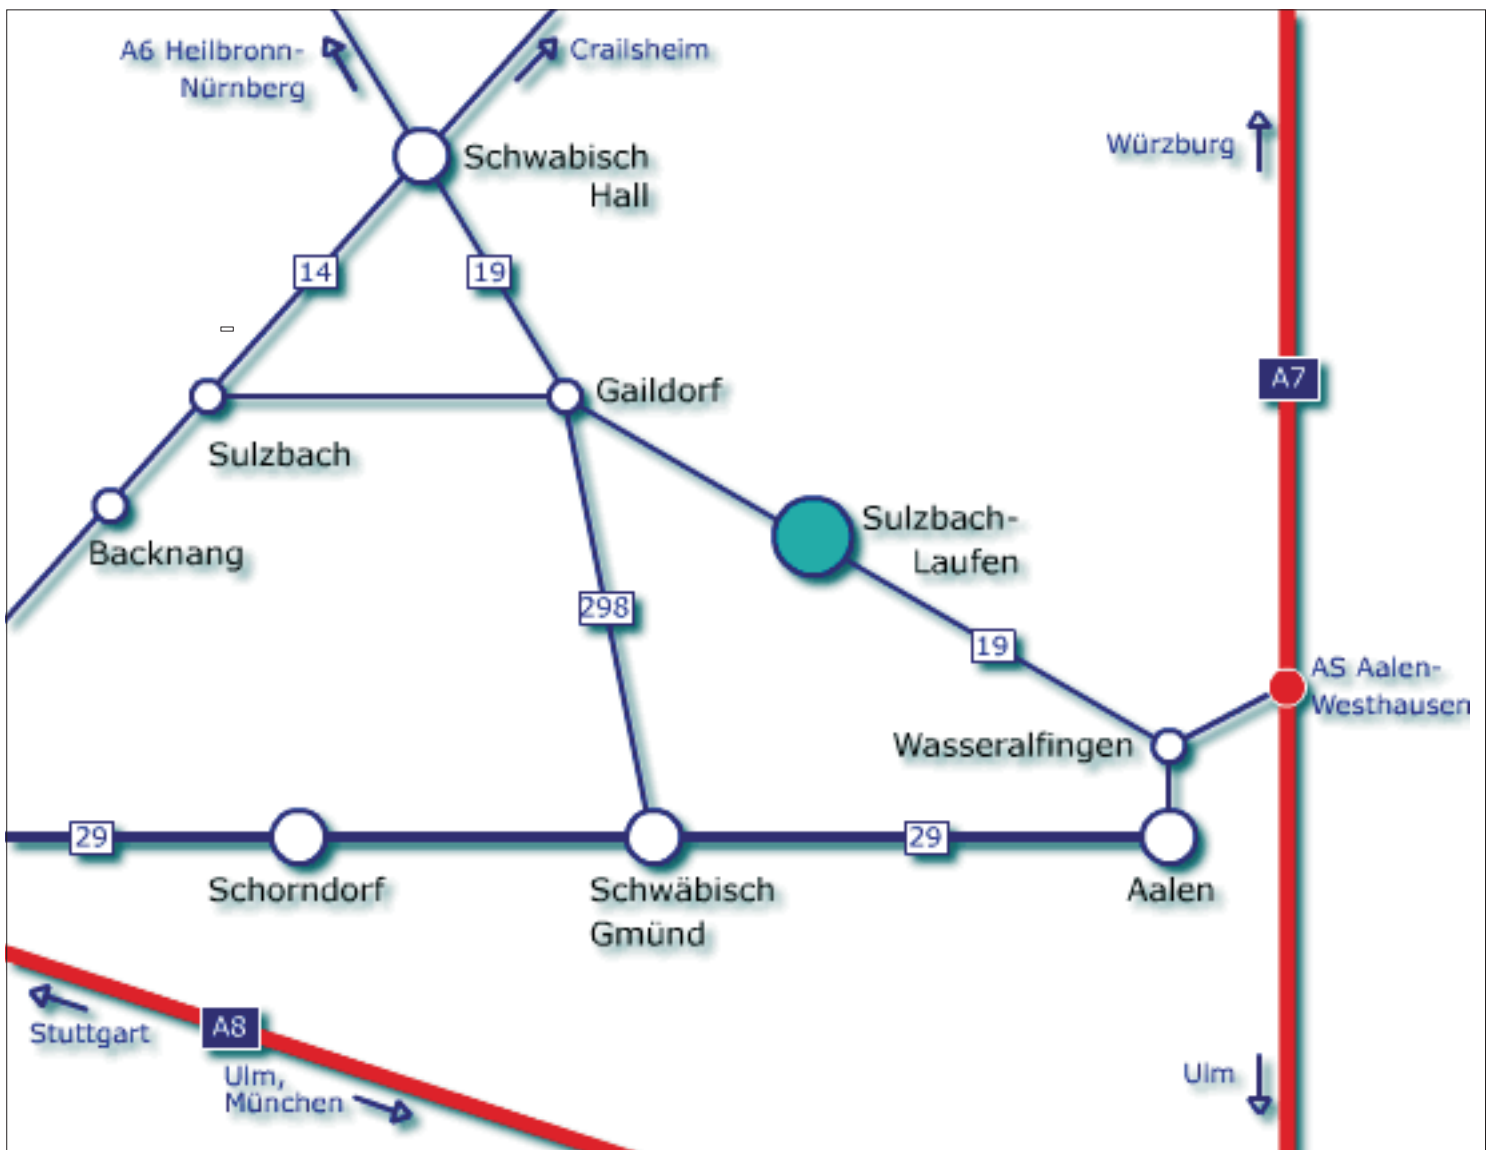 A6 Heilbronn-
Nürnberg
Crailsheim
Schwabisch
Hall
Würzburg
14
19
A7
Gaildorf
Sulzbach
Sulzbach-
Laufen
Backnang
298
19
AS Aalen-
Westhausen
Wasseralfingen
29
29
Schorndorf
Schwäbisch
Gmünd
Aalen
Stuttgart
A8
Ulm,
München
Ulm